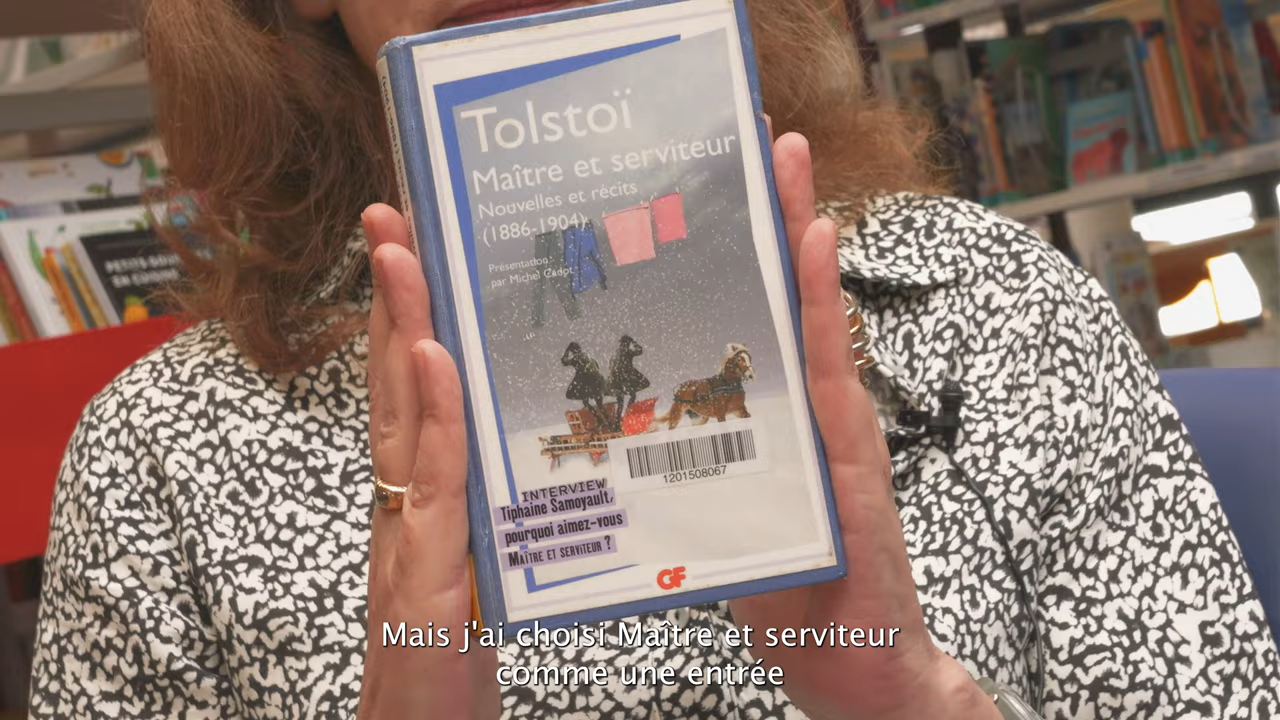 Tolstoï
Maître et serviteur
Nouvelles et récits
(1886-1904)
Présentation
par Michel Cadot
1201508067
INTERVIEW
Tiphaine Samoyault,
pourquoi aimez-vous
MAÎTRE ET SERVITEUR ?
GF
Mais j'ai choisi Maître et serviteur
comme une entrée